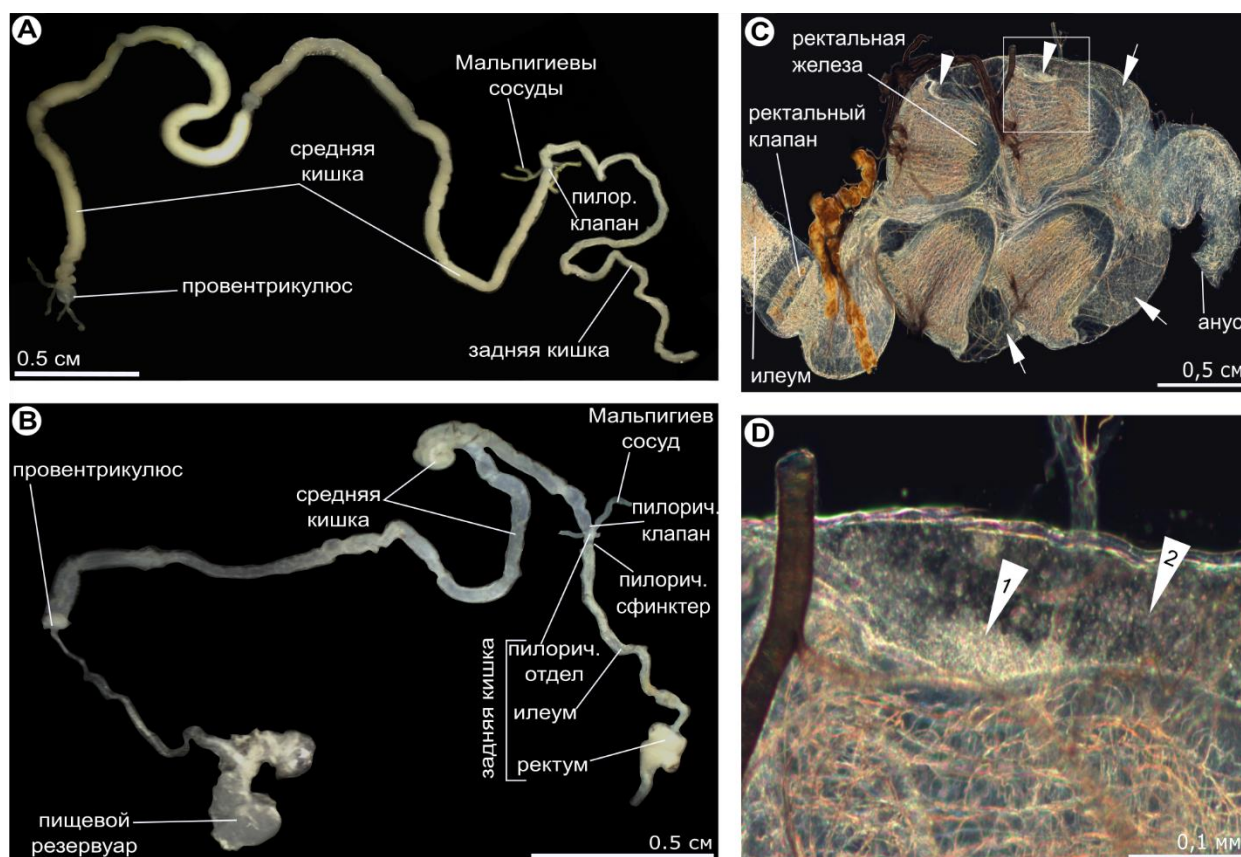 A
Мальпигиевы
сосуды
средняя
кишка
пилор.
клапан
провентрикулюс
задняя кишка
0.5 см
B
Мальпигиев
сосуд
провентрикулюс
средняя
кишка
пилорич.
клапан
пилорич.
сфинктер
задняя кишка
пилорич.
отдел
илеум
ректум
пищевой
резервуар
0.5 см
C
ректальная
железа
ректальный
клапан
анус
илеум
0,5 см
D
1
2
0,1 мм